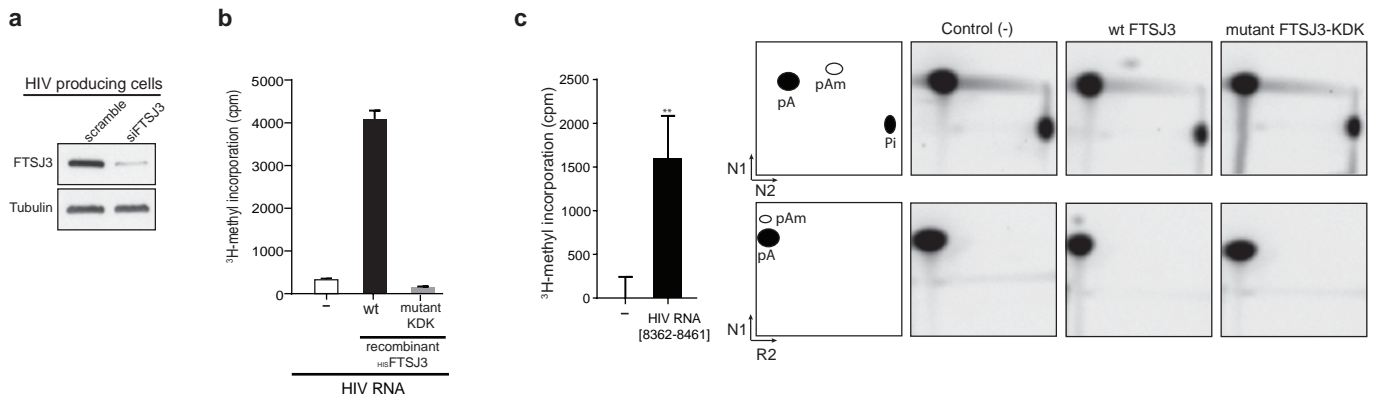 a
HIV producing cells
scramble
siFTSJ3
FTSJ3
Tubulin
b
³H-methyl incorporation (cpm)
5000
4000
3000
2000
1000
0
–
wt
mutant
KDK
recombinant
HISFTSJ3
HIV RNA
c
³H-methyl incorporation (cpm)
2500
2000
1500
1000
500
0
**
–
HIV RNA
[8362-8461]
Control (-)
wt FTSJ3
mutant FTSJ3-KDK
pA
pAm
Pi
N1
N2
pAm
pA
N1
R2